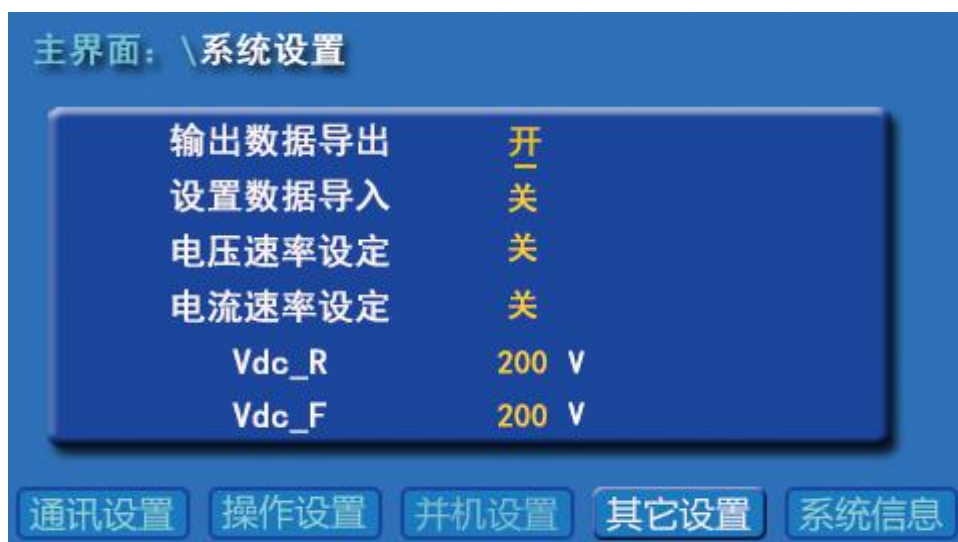 主界面：\系统设置
输出数据导出 开
设置数据导入 关
电压速率设定 关
电流速率设定 关
Vdc_R 200 V
Vdc_F 200 V
通讯设置 操作设置 并机设置 其它设置 系统信息